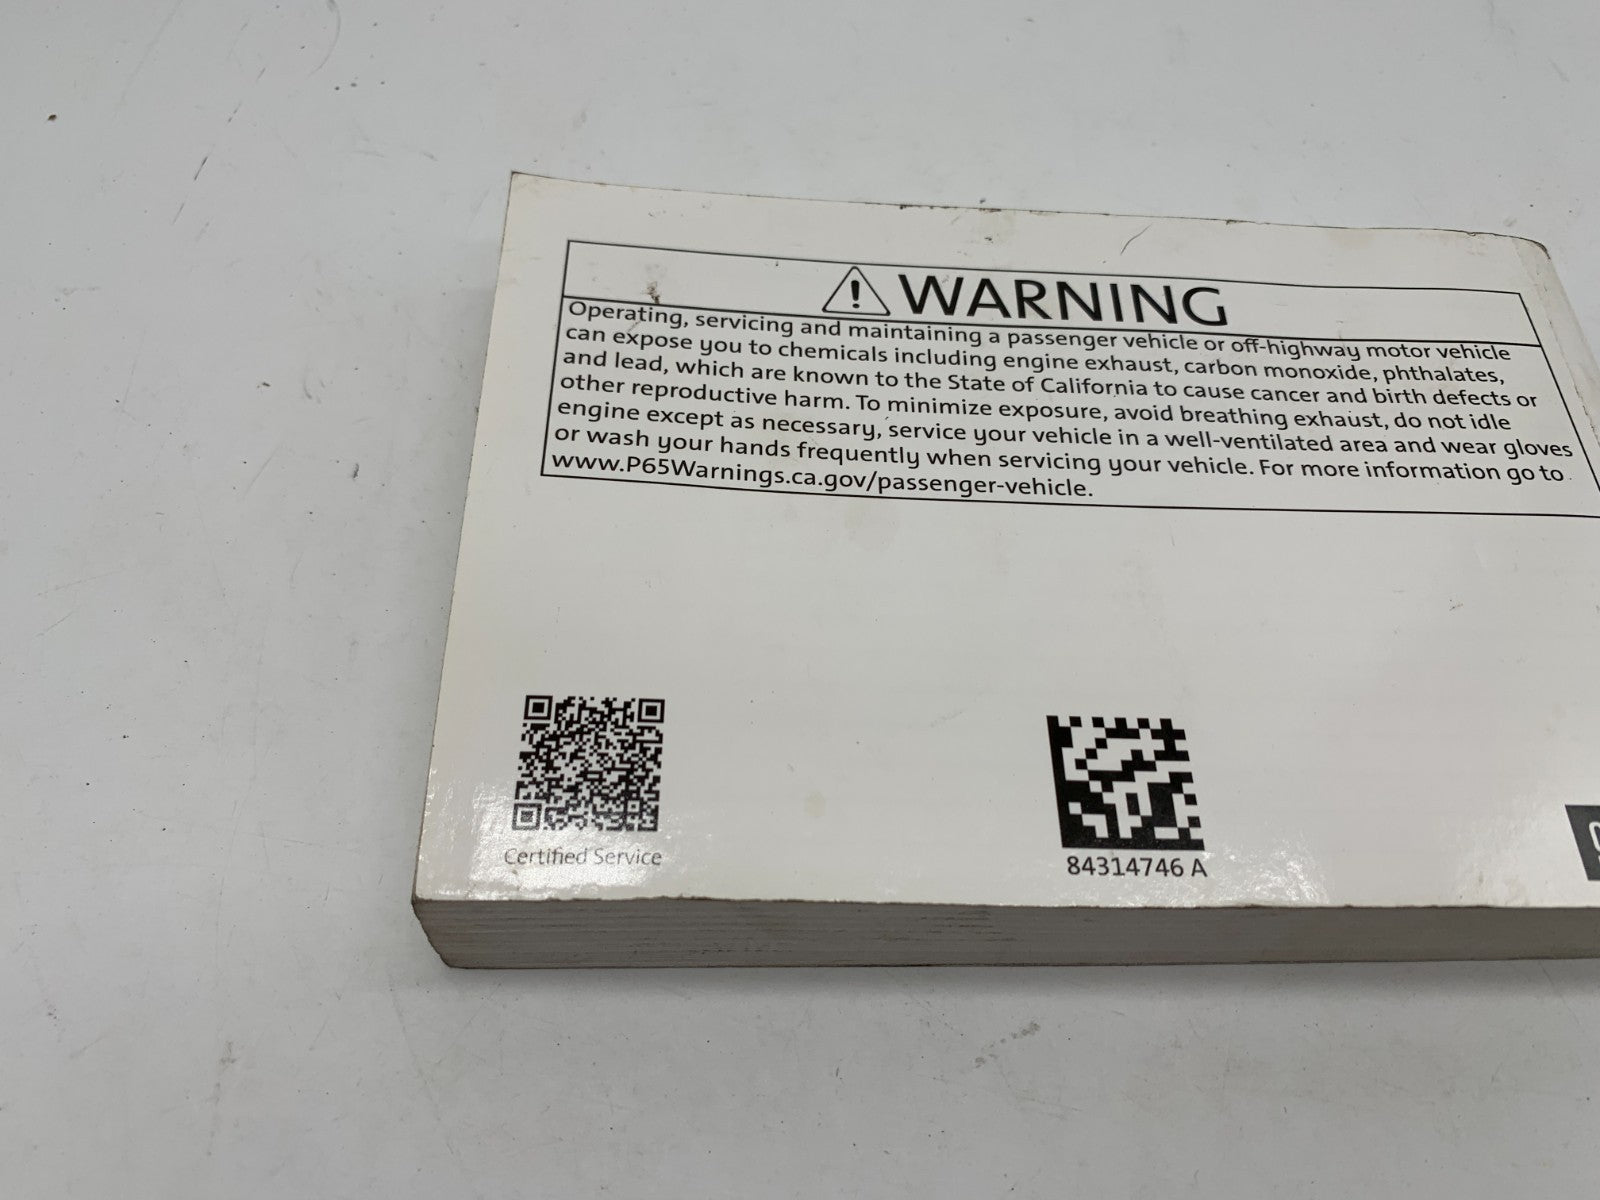 WARNING
Operating, servicing and maintaining a passenger vehicle or off-highway motor vehicle
can expose you to chemicals including engine exhaust, carbon monoxide, phthalates,
and lead, which are known to the State of California to cause cancer and birth defects or
other reproductive harm. To minimize exposure, avoid breathing exhaust, do not idle
engine except as necessary, service your vehicle in a well-ventilated area and wear gloves
or wash your hands frequently when servicing your vehicle. For more information go to
www.P65Warnings.ca.gov/passenger-vehicle.
Certified Service
84314746 A